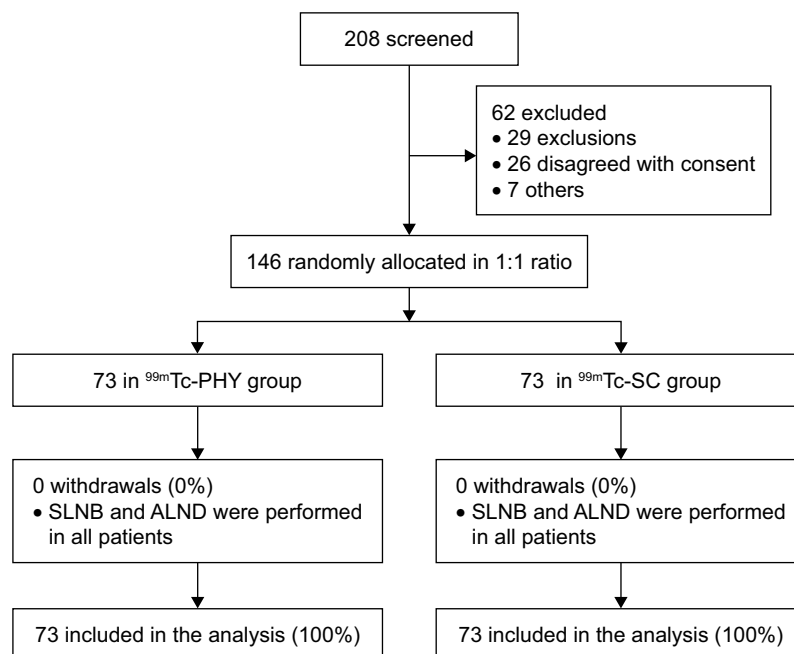 208 screened
62 excluded
• 29 exclusions
• 26 disagreed with consent
• 7 others
146 randomly allocated in 1:1 ratio
73 in ⁹⁹ᵐTc-PHY group
73 in ⁹⁹ᵐTc-SC group
0 withdrawals (0%)
• SLNB and ALND were performed
in all patients
0 withdrawals (0%)
• SLNB and ALND were performed
in all patients
73 included in the analysis (100%)
73 included in the analysis (100%)